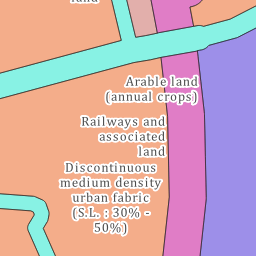 land
Arable land
(annual crops)
Railways and
associated
land
Discontinuous
medium density
urban fabric
(S.L. : 30% -
50%)